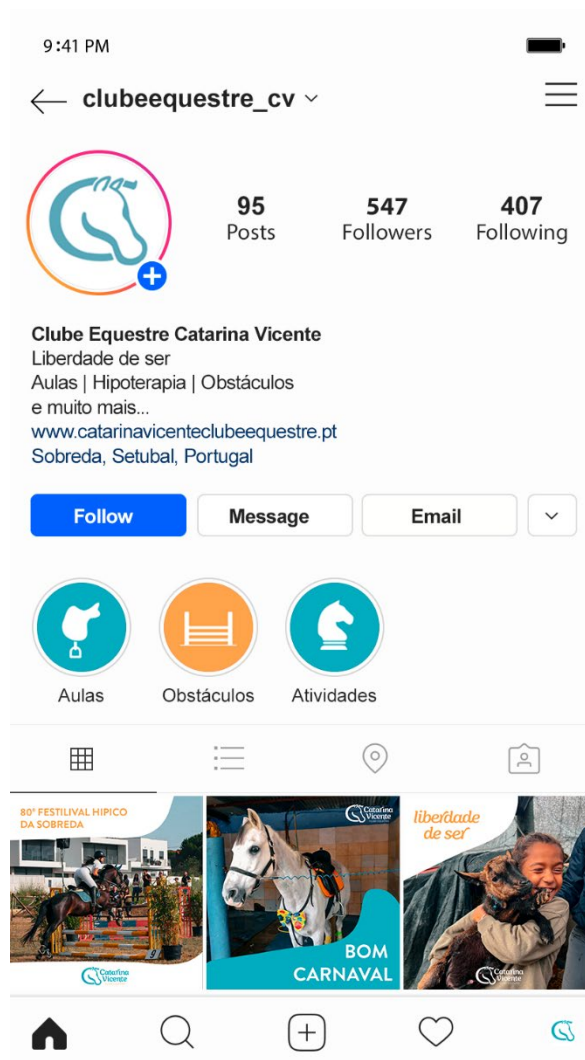 9:41 PM
clubeequestre_cv
95
Posts
547
Followers
407
Following
Clube Equestre Catarina Vicente
Liberdade de ser
Aulas | Hipoterapia | Obstáculos
e muito mais...
www.catarinavicenteclubeequestre.pt
Sobreda, Setubal, Portugal
Follow
Message
Email
Aulas
Obstáculos
Atividades
80º FESTILIVAL HIPICO
DA SOBREDA
9
Catarina
Vicente
Catarina
Vicente
BOM
CARNAVAL
liberdade
de ser
Catarina
Vicente